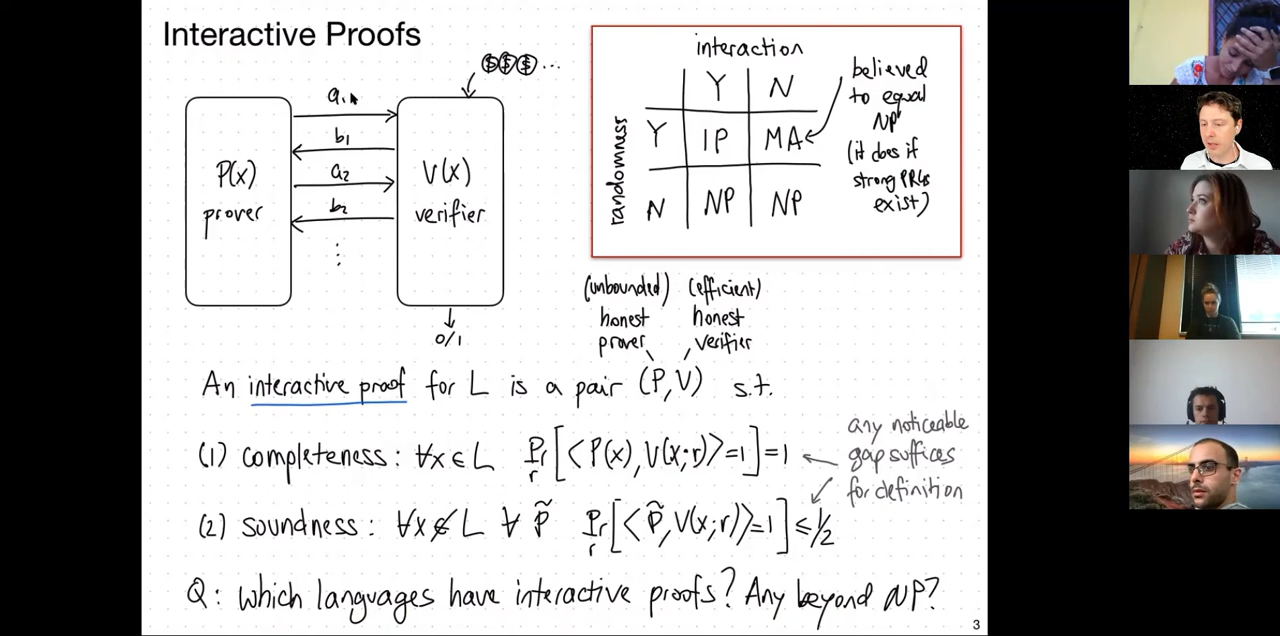 Interactive Proofs
$ $ $ ...
a1
b1
a2
b2
⋮
P(x)
prover
V(x)
verifier
0/1
interaction
randomness
Y N
Y IP MA
N NP NP
believed
to equal
NP
(it does if
strong PRGs
exist)
(unbounded) (efficient)
honest honest
prover verifier
An interactive proof for L is a pair (P,V) s.t.
(1) completeness: ∀x∈L Pr_r[<P(x), V(x;r)>=1]=1
(2) soundness: ∀x∉L ∀ P̃ Pr_r[<P̃, V(x;r)>=1]≤1/2
any noticeable
gap suffices
for definition
Q: which languages have interactive proofs? Any beyond NP?
3